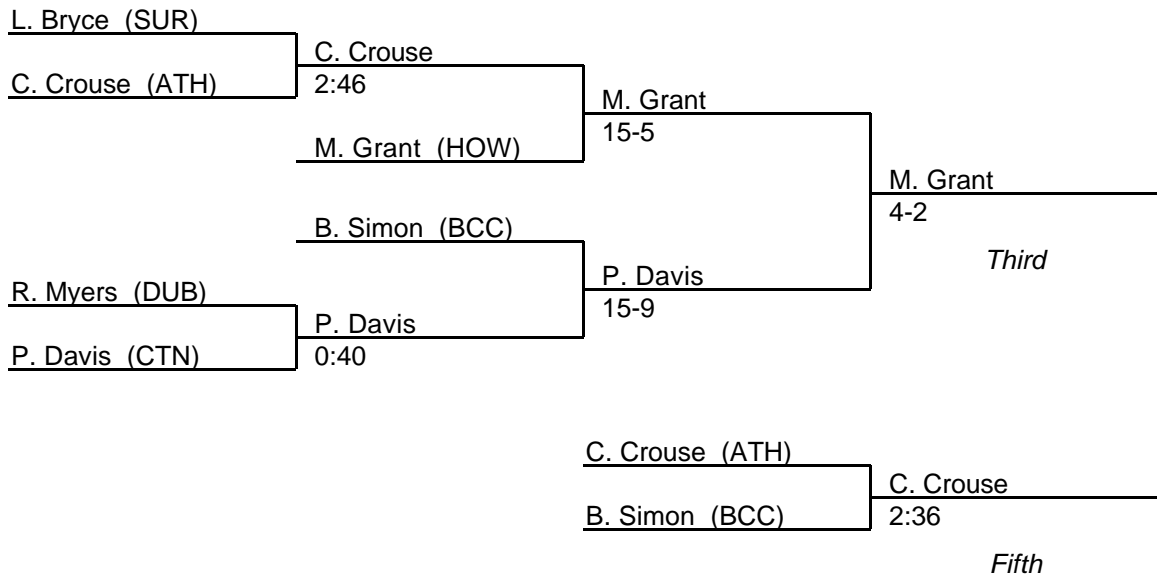 L. Bryce (SUR)
C. Crouse
C. Crouse (ATH)
2:46
M. Grant
15-5
M. Grant (HOW)
M. Grant
4-2
B. Simon (BCC)
Third
P. Davis
R. Myers (DUB)
15-9
P. Davis
P. Davis (CTN)
0:40
C. Crouse (ATH)
C. Crouse
B. Simon (BCC)
2:36
Fifth